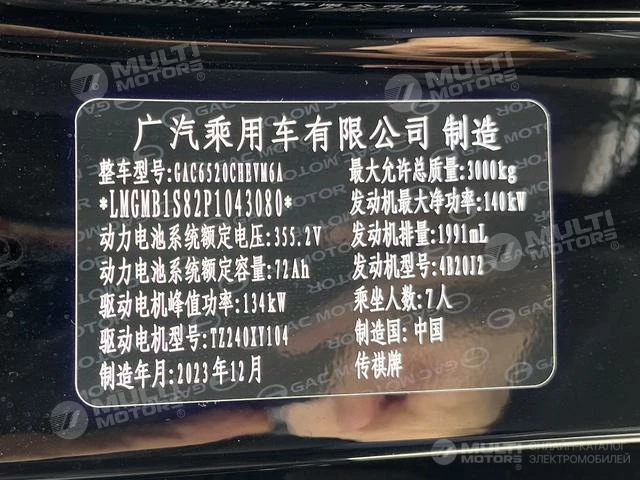 广汽乘用车有限公司 制造
整车型号:GAC6520CHEVM6A
*LMGMB1S82P1043080*
动力电池系统额定电压:355.2V
动力电池系统额定容量:72Ah
驱动电机峰值功率:134kW
驱动电机型号:TZ240XY104
制造年月:2023年12月
最大允许总质量:3000kg
发动机最大净功率:140kW
发动机排量:1991mL
发动机型号:4B20J2
乘坐人数:7人
制造国:中国
传祺牌
MULTI MOTORS
MULTI MOTORS
MULTI MOTORS
MULTI MOTORS
MULTI MOTORS
ОНЛАЙН-КАТАЛОГ
ЭЛЕКТРОМОБИЛЕЙ